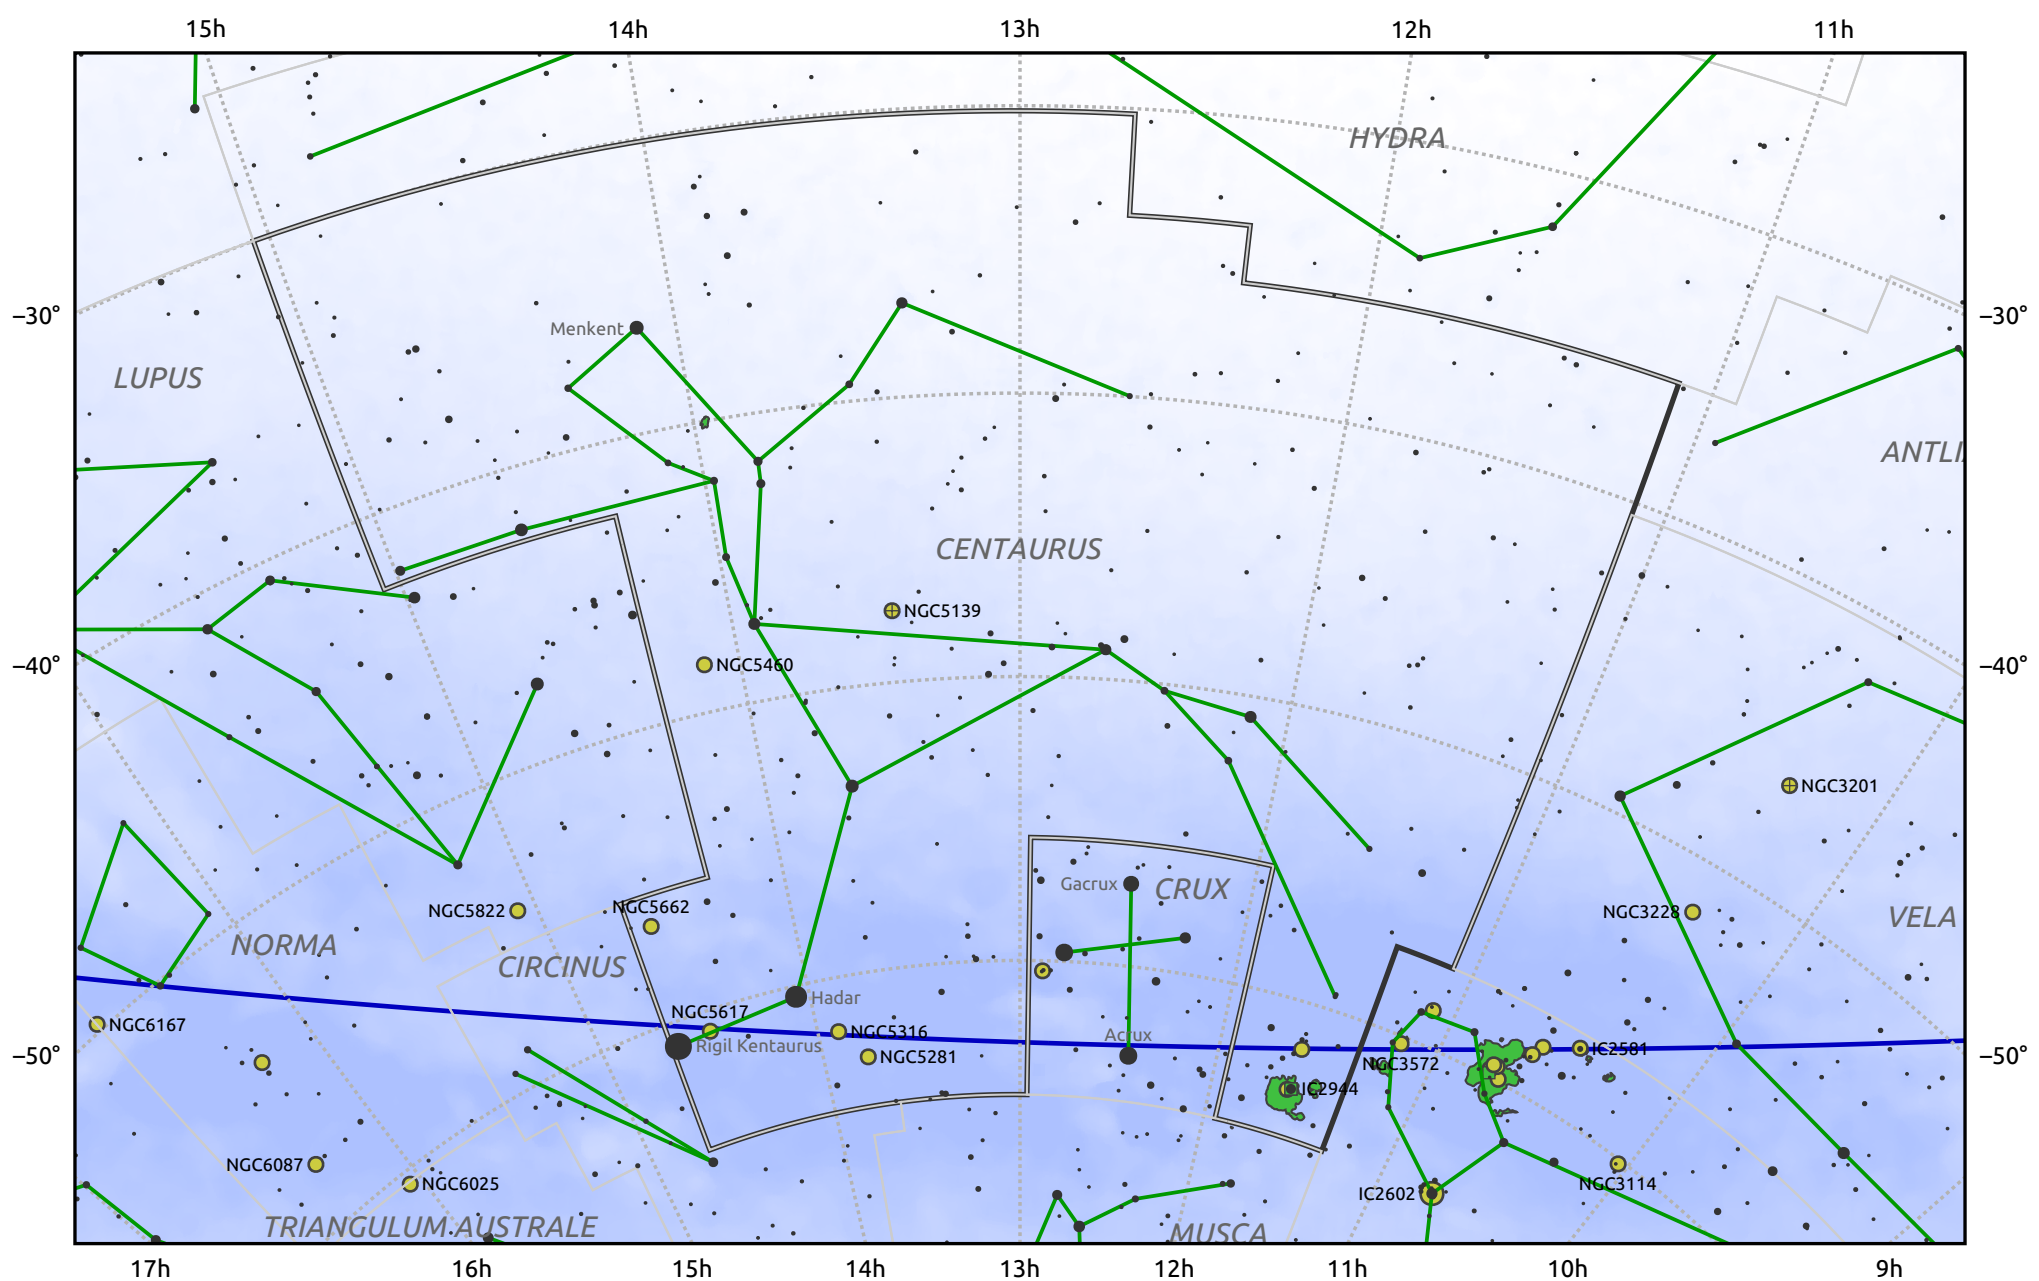 15h 14h 13h 12h 11h
HYDRA
−30° −30°
Menkent
LUPUS
ANTLI
CENTAURUS
NGC5139
NGC5460
−40° −40°
NGC3201
Gacrux CRUX
NGC5822 NGC5662 NGC3228
VELA
NORMA
CIRCINUS
Hadar
NGC5617
NGC6167 NGC5316
Acrux
Rigil Kentaurus
−50° NGC5281 IC2581 −50°
NGC3572
IC2944
NGC6087
NGC6025 IC2602 NGC3114
TRIANGULUM AUSTRALE MUSCA
17h 16h 15h 14h 13h 12h 11h 10h 9h